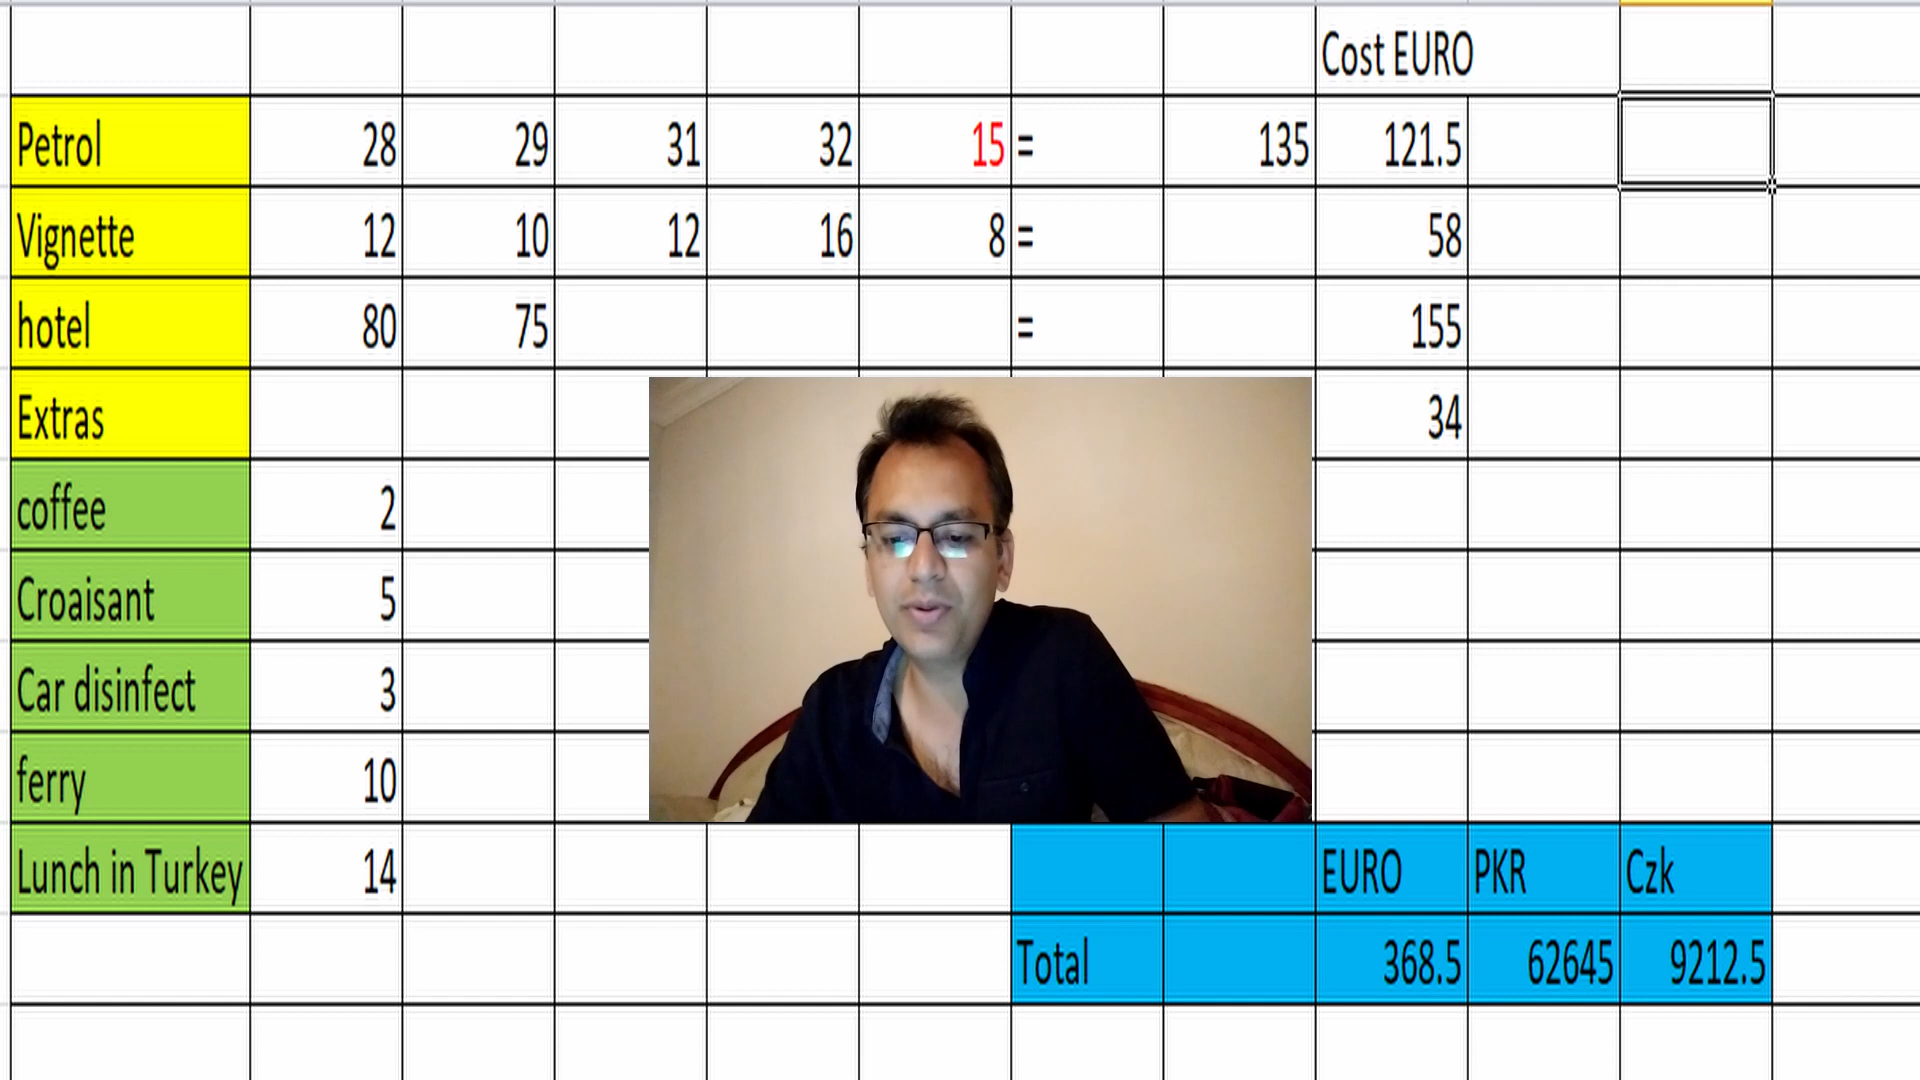 Cost EURO
Petrol 28 29 31 32 15 = 135 121.5
Vignette 12 10 12 16 8 = 58
hotel 80 75 = 155
Extras 34
coffee 2
Croaisant 5
Car disinfect 3
ferry 10
Lunch in Turkey 14 EURO PKR Czk
Total 368.5 62645 9212.5